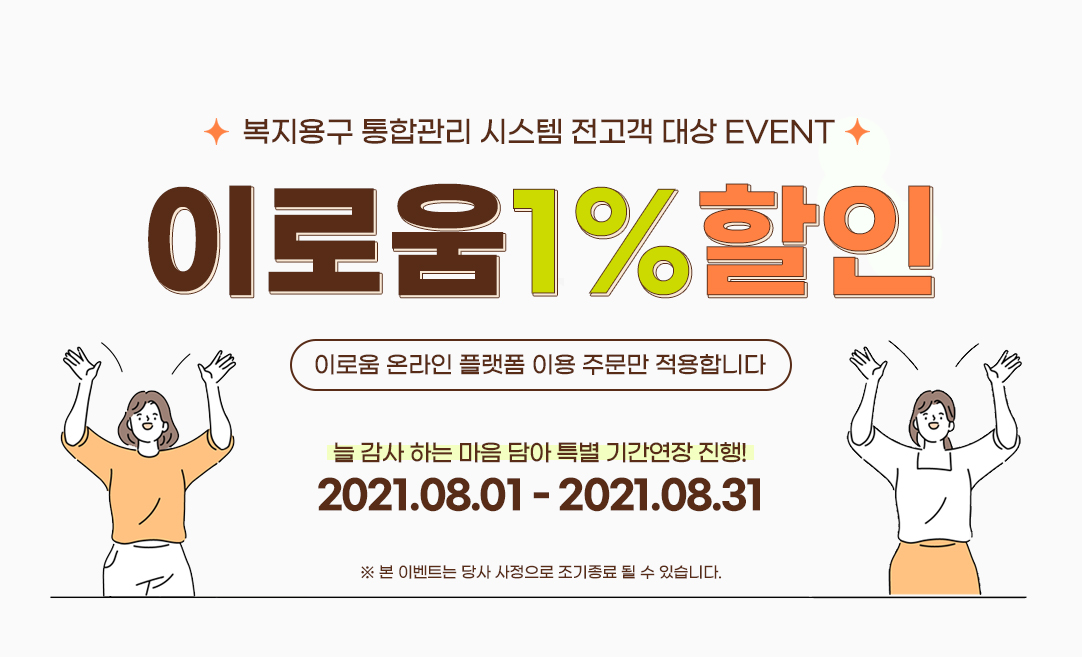 복지용구 통합관리 시스템 전고객 대상 EVENT
이로움1%할인
이로움 온라인 플랫폼 이용 주문만 적용합니다
늘 감사 하는 마음 담아 특별 기간연장 진행!
2021.08.01 - 2021.08.31
※ 본 이벤트는 당사 사정으로 조기종료 될 수 있습니다.